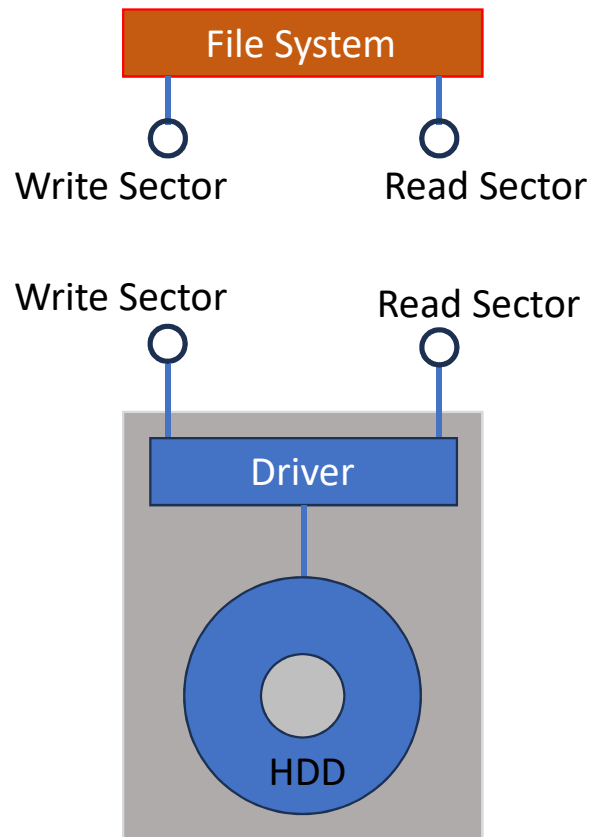 File System
Write Sector
Read Sector
Write Sector
Read Sector
Driver
HDD